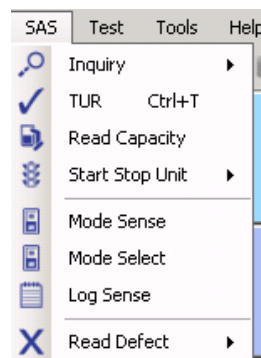 SAS Test Tools Help
Inquiry
TUR Ctrl+T
Read Capacity
Start Stop Unit
Mode Sense
Mode Select
Log Sense
Read Defect